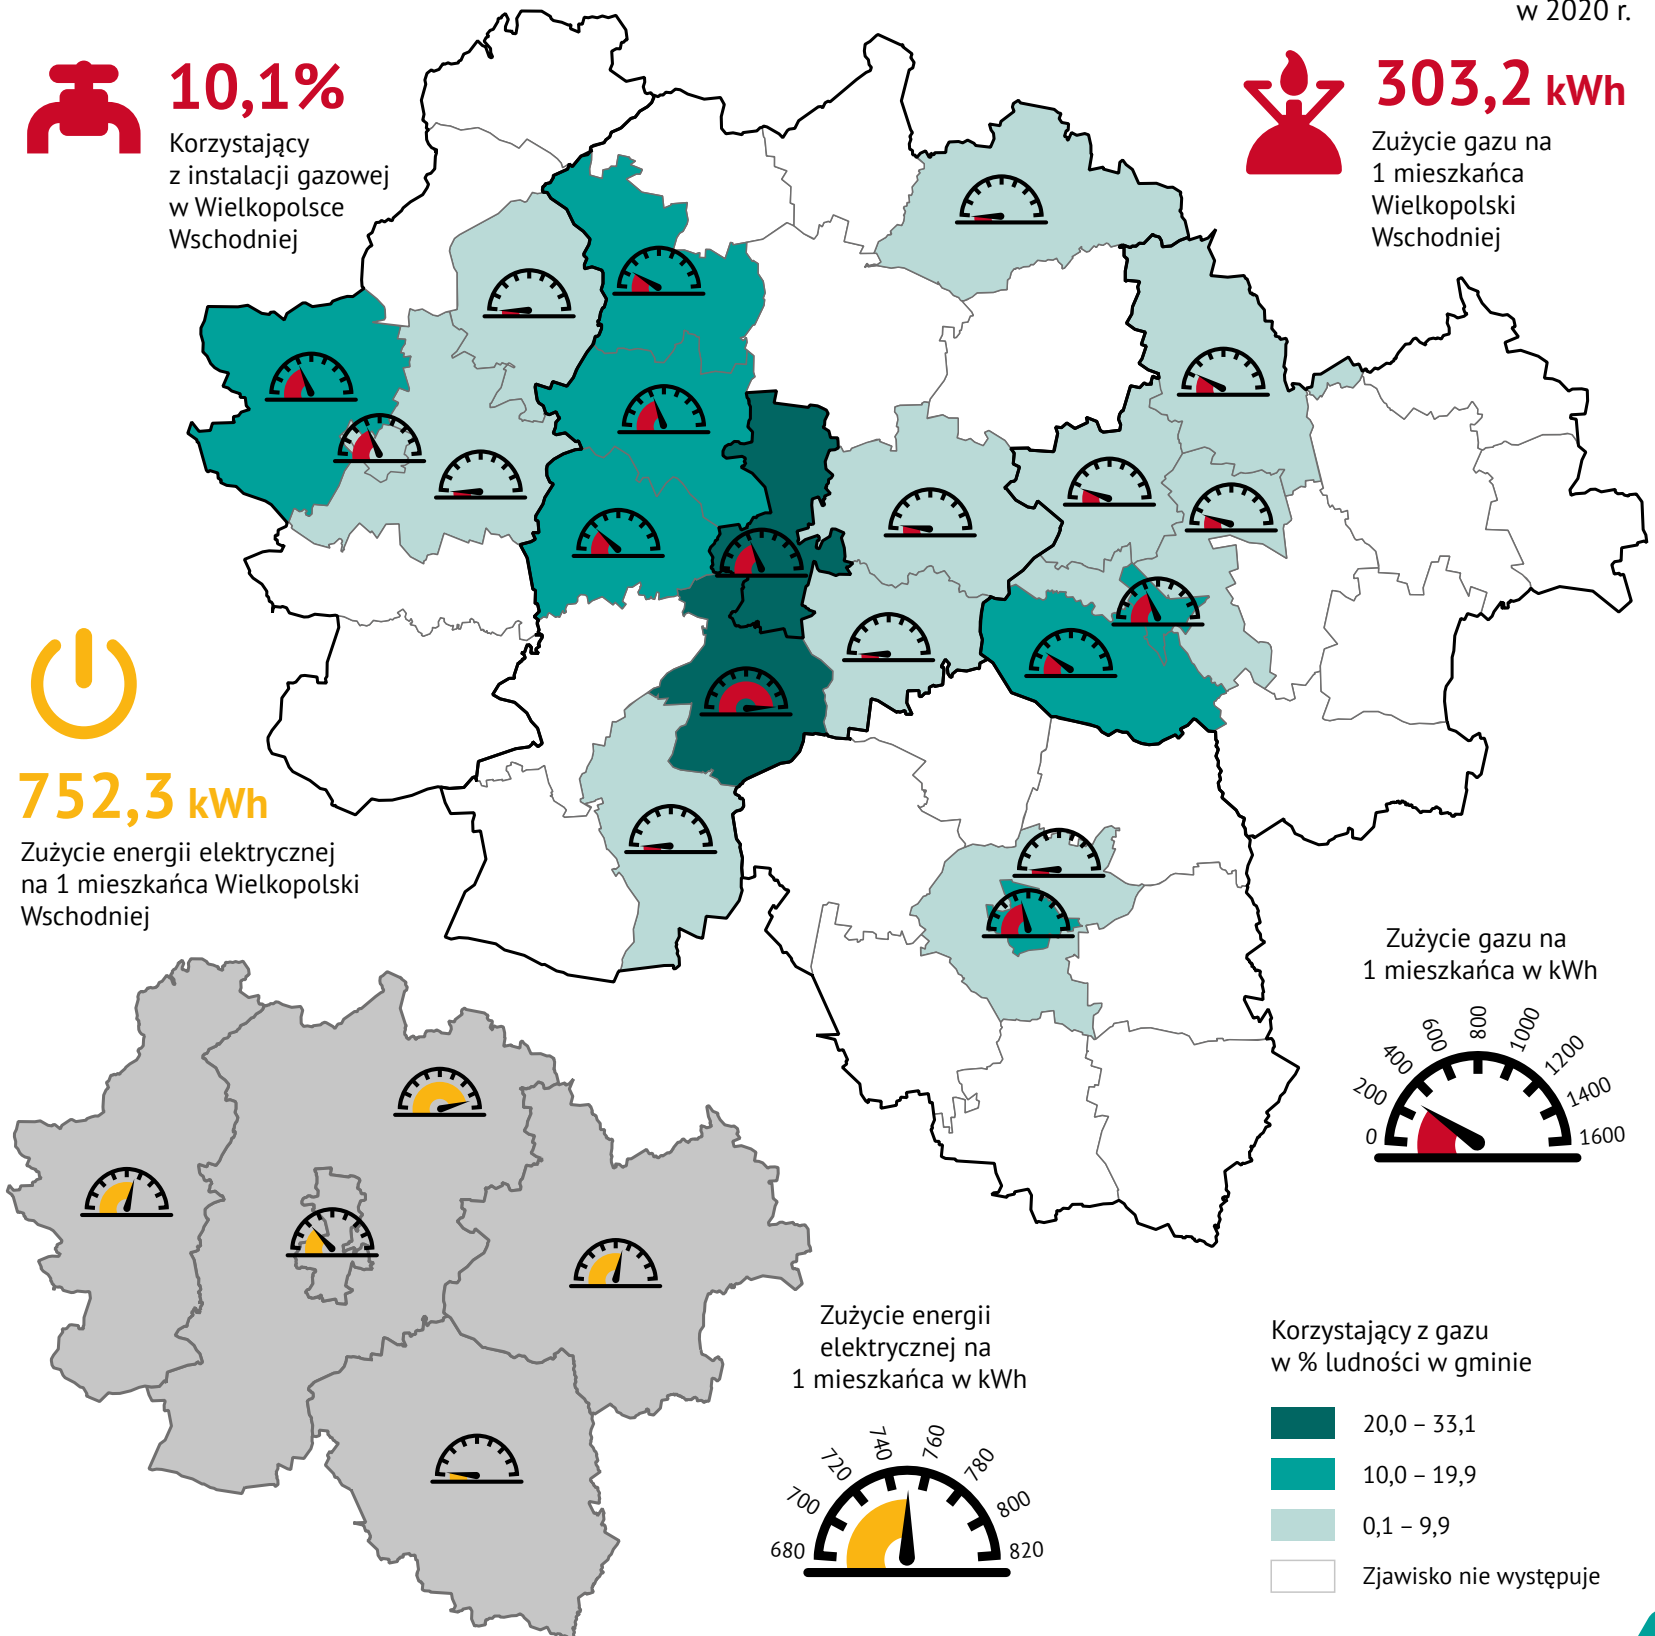 w 2020 r.
10,1%
Korzystający
z instalacji gazowej
w Wielkopolsce
Wschodniej
303,2 kWh
Zużycie gazu na
1 mieszkańca
Wielkopolski
Wschodniej
752,3 kWh
Zużycie energii elektrycznej
na 1 mieszkańca Wielkopolski
Wschodniej
Zużycie gazu na
1 mieszkańca w kWh
0
200
400
600
800
1000
1200
1400
1600
Zużycie energii
elektrycznej na
1 mieszkańca w kWh
680
700
720
740
760
780
800
820
Korzystający z gazu
w % ludności w gminie
20,0 – 33,1
10,0 – 19,9
0,1 – 9,9
Zjawisko nie występuje